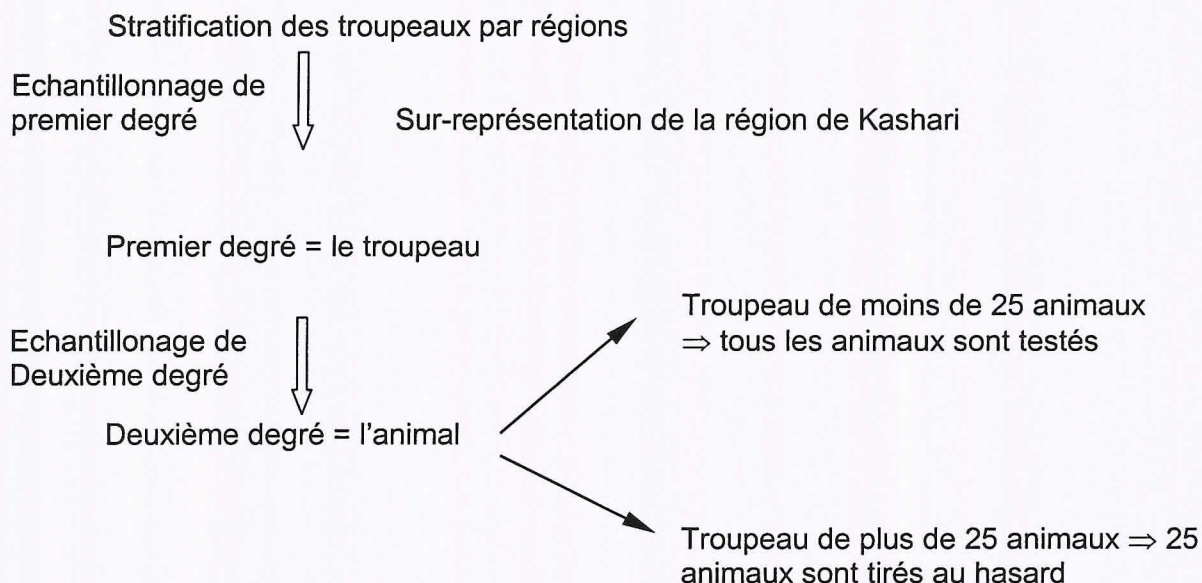 Stratification des troupeaux par régions
Echantillonnage de
premier degré
Sur-représentation de la région de Kashari
Premier degré = le troupeau
Echantillonage de
Deuxième degré
Troupeau de moins de 25 animaux
⇒ tous les animaux sont testés
Deuxième degré = l'animal
Troupeau de plus de 25 animaux ⇒ 25
animaux sont tirés au hasard